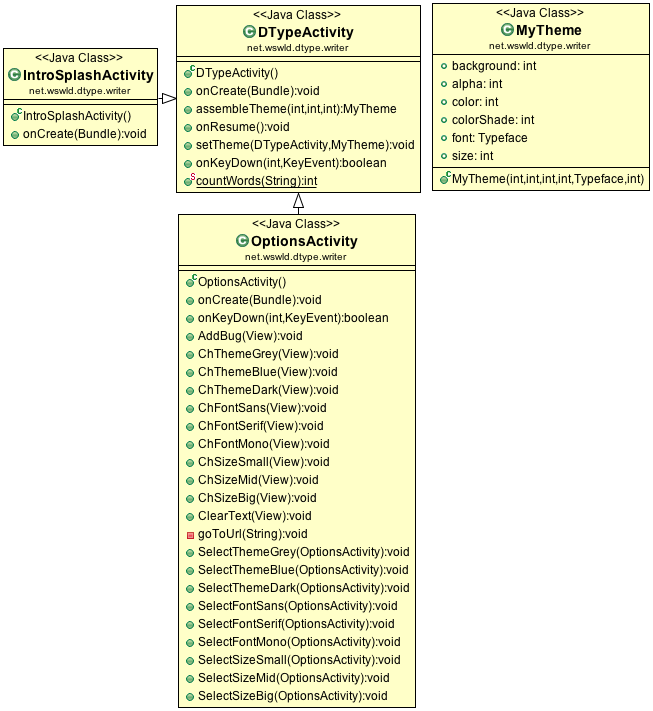 <<Java Class>>
IntroSplashActivity
net.wswld.dtype.writer
IntroSplashActivity()
onCreate(Bundle):void
<<Java Class>>
DTypeActivity
net.wswld.dtype.writer
DTypeActivity()
onCreate(Bundle):void
assembleTheme(int,int,int):MyTheme
onResume():void
setTheme(DTypeActivity,MyTheme):void
onKeyDown(int,KeyEvent):boolean
countWords(String):int
<<Java Class>>
MyTheme
net.wswld.dtype.writer
background: int
alpha: int
color: int
colorShade: int
font: Typeface
size: int
MyTheme(int,int,int,int,Typeface,int)
<<Java Class>>
OptionsActivity
net.wswld.dtype.writer
OptionsActivity()
onCreate(Bundle):void
onKeyDown(int,KeyEvent):boolean
AddBug(View):void
ChThemeGrey(View):void
ChThemeBlue(View):void
ChThemeDark(View):void
ChFontSans(View):void
ChFontSerif(View):void
ChFontMono(View):void
ChSizeSmall(View):void
ChSizeMid(View):void
ChSizeBig(View):void
ClearText(View):void
goToUrl(String):void
SelectThemeGrey(OptionsActivity):void
SelectThemeBlue(OptionsActivity):void
SelectThemeDark(OptionsActivity):void
SelectFontSans(OptionsActivity):void
SelectFontSerif(OptionsActivity):void
SelectFontMono(OptionsActivity):void
SelectSizeSmall(OptionsActivity):void
SelectSizeMid(OptionsActivity):void
SelectSizeBig(OptionsActivity):void